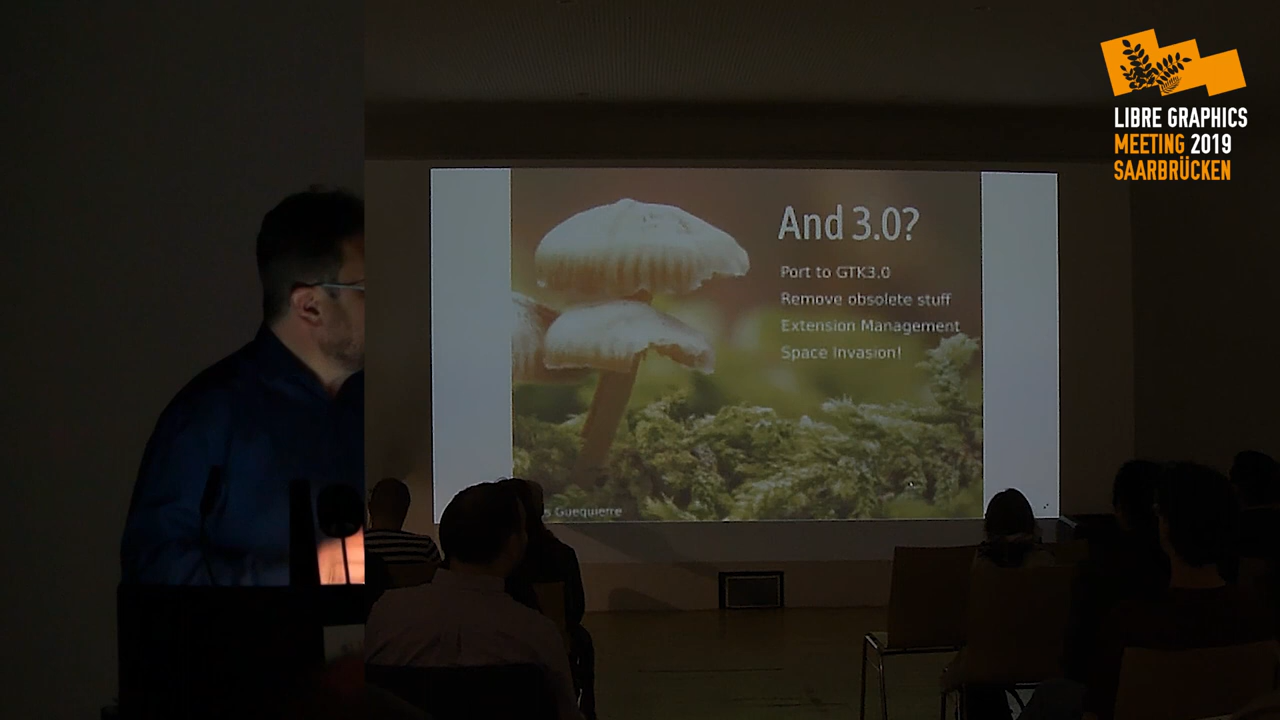 LIBRE GRAPHICS
MEETING 2019
SAARBRÜCKEN
And 3.0?
Port to GTK3.0
Remove obsolete stuff
Extension Management
Space Invasion!
Guequierre